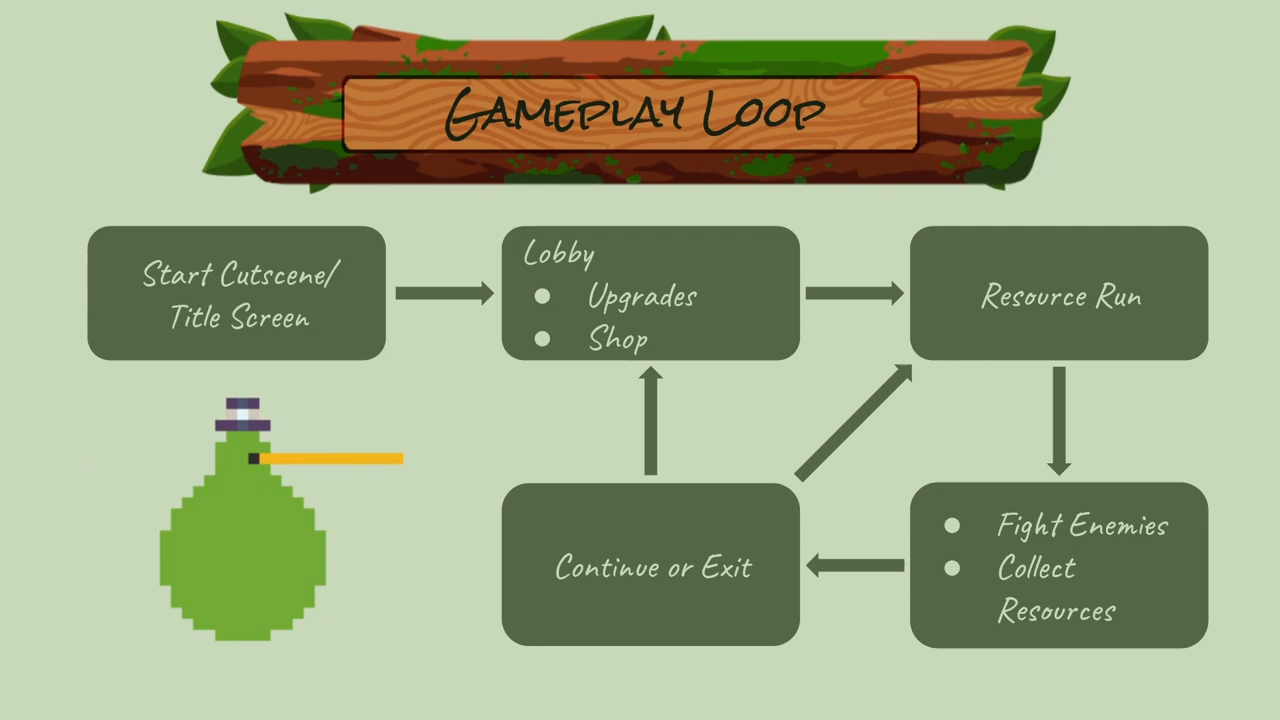 Gameplay Loop
Start Cutscene/
Title Screen
Lobby
● Upgrades
● Shop
Resource Run
Continue or Exit
● Fight Enemies
● Collect
Resources